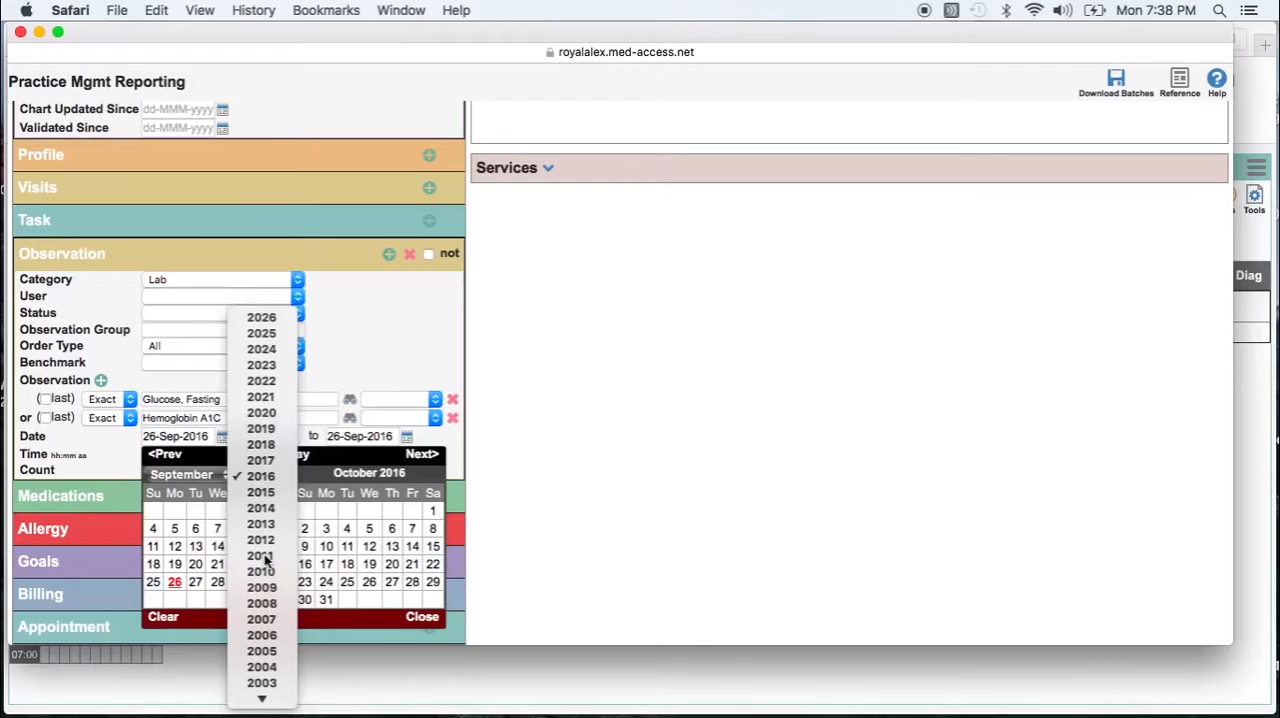 Safari File Edit View History Bookmarks Window Help Mon 7:38 PM
royalalex.med-access.net
Practice Mgmt Reporting
Download Batches Reference Help
Chart Updated Since dd-MMM-yyyy
Validated Since dd-MMM-yyyy
Profile
Services
Visits
Tools
Task
Observation not
Diag
Category Lab
User
Status
Observation Group
Order Type All
Benchmark
Observation
(last) Exact Glucose, Fasting
or (last) Exact Hemoglobin A1C
Date 26-Sep-2016 to 26-Sep-2016
Time hh:mm aa
Count
<Prev Next>
September October 2016
Su Mo Tu We Su Mo Tu We Th Fr Sa
1
4 5 6 7 2 3 4 5 6 7 8
11 12 13 14 9 10 11 12 13 14 15
18 19 20 21 16 17 18 19 20 21 22
25 26 27 28 23 24 25 26 27 28 29
30 31
Clear Close
2026
2025
2024
2023
2022
2021
2020
2019
2018
2017
✓ 2016
2015
2014
2013
2012
2011
2010
2009
2008
2007
2006
2005
2004
2003
Medications
Allergy
Goals
Billing
Appointment
07:00